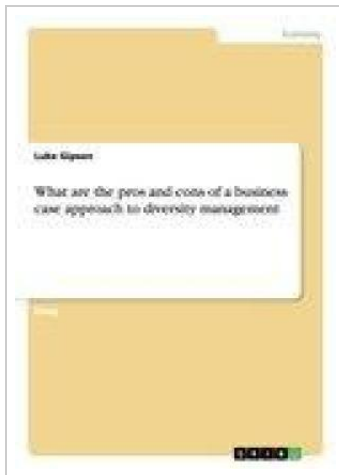 Luke Gipson
What are the pros and cons of a business
case approach to diversity management